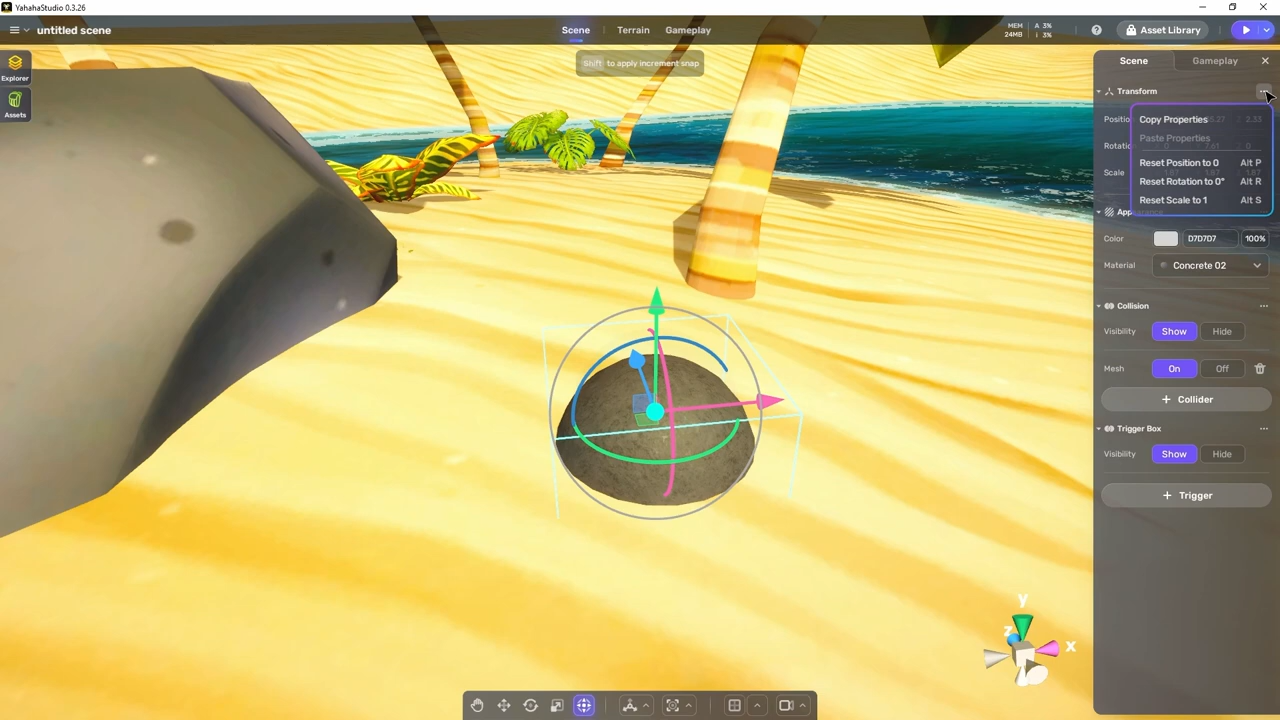 YahahaStudio 0.3.26
untitled scene
Scene
Terrain
Gameplay
MEM
24MB
A 3%
i 3%
Asset Library
Shift to apply increment snap
Explorer
Assets
Scene
Gameplay
Transform
Copy Properties
Paste Properties
Reset Position to 0 Alt P
Reset Rotation to 0° Alt R
Reset Scale to 1 Alt S
Scale
Color D7D7D7 100%
Material Concrete 02
Collision
Visibility Show Hide
Mesh On Off
+ Collider
Trigger Box
Visibility Show Hide
+ Trigger
Y
Z
X